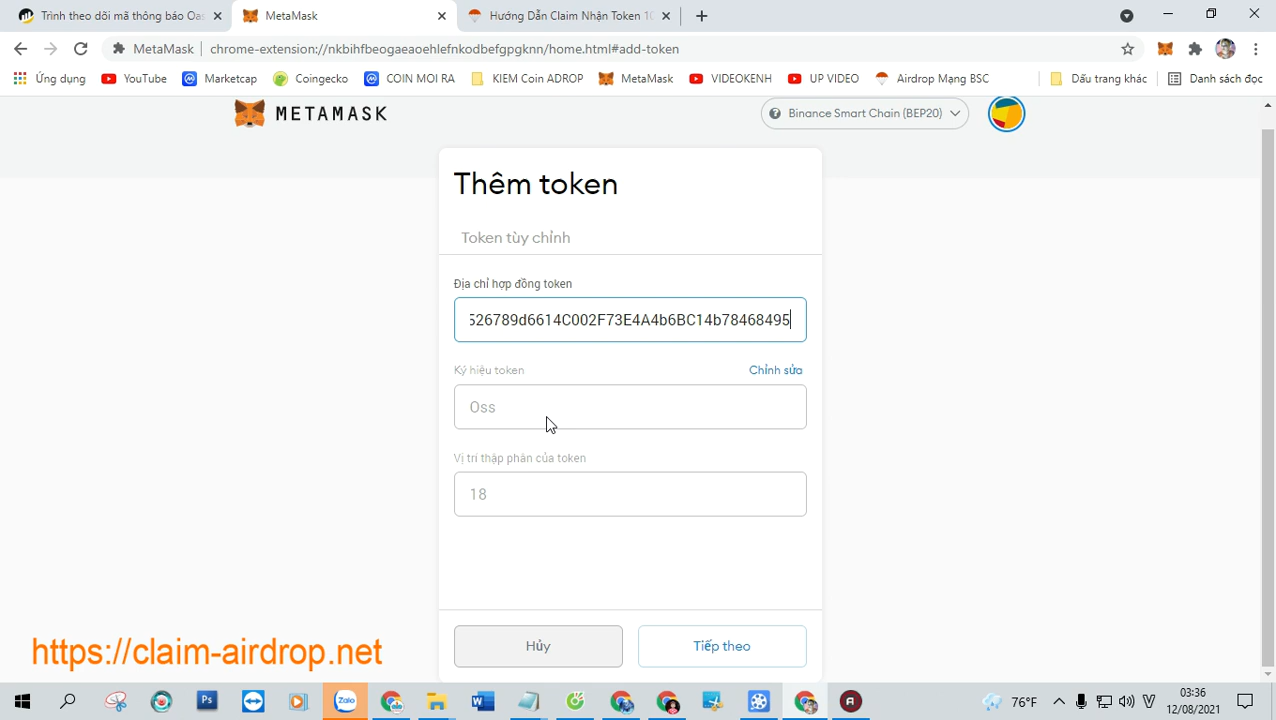 Trình theo dõi mã thông báo Oas
MetaMask
Hướng Dẫn Claim Nhận Token 10
MetaMask
chrome-extension://nkbihfbeogaeaoehlefnkodbefgpgknn/home.html#add-token
Ứng dụng
YouTube
Marketcap
Coingecko
COIN MOI RA
KIEM Coin ADROP
MetaMask
VIDEOKENH
UP VIDEO
Airdrop Mạng BSC
Dấu trang khác
Danh sách đọc
METAMASK
Binance Smart Chain (BEP20)
Thêm token
Token tùy chỉnh
Địa chỉ hợp đồng token
526789d6614C002F73E4A4b6BC14b78468495
Ký hiệu token
Chỉnh sửa
Oss
Vị trí thập phân của token
18
Hủy
Tiếp theo
https://claim-airdrop.net
Ps
Zalo
76°F
03:36
12/08/2021